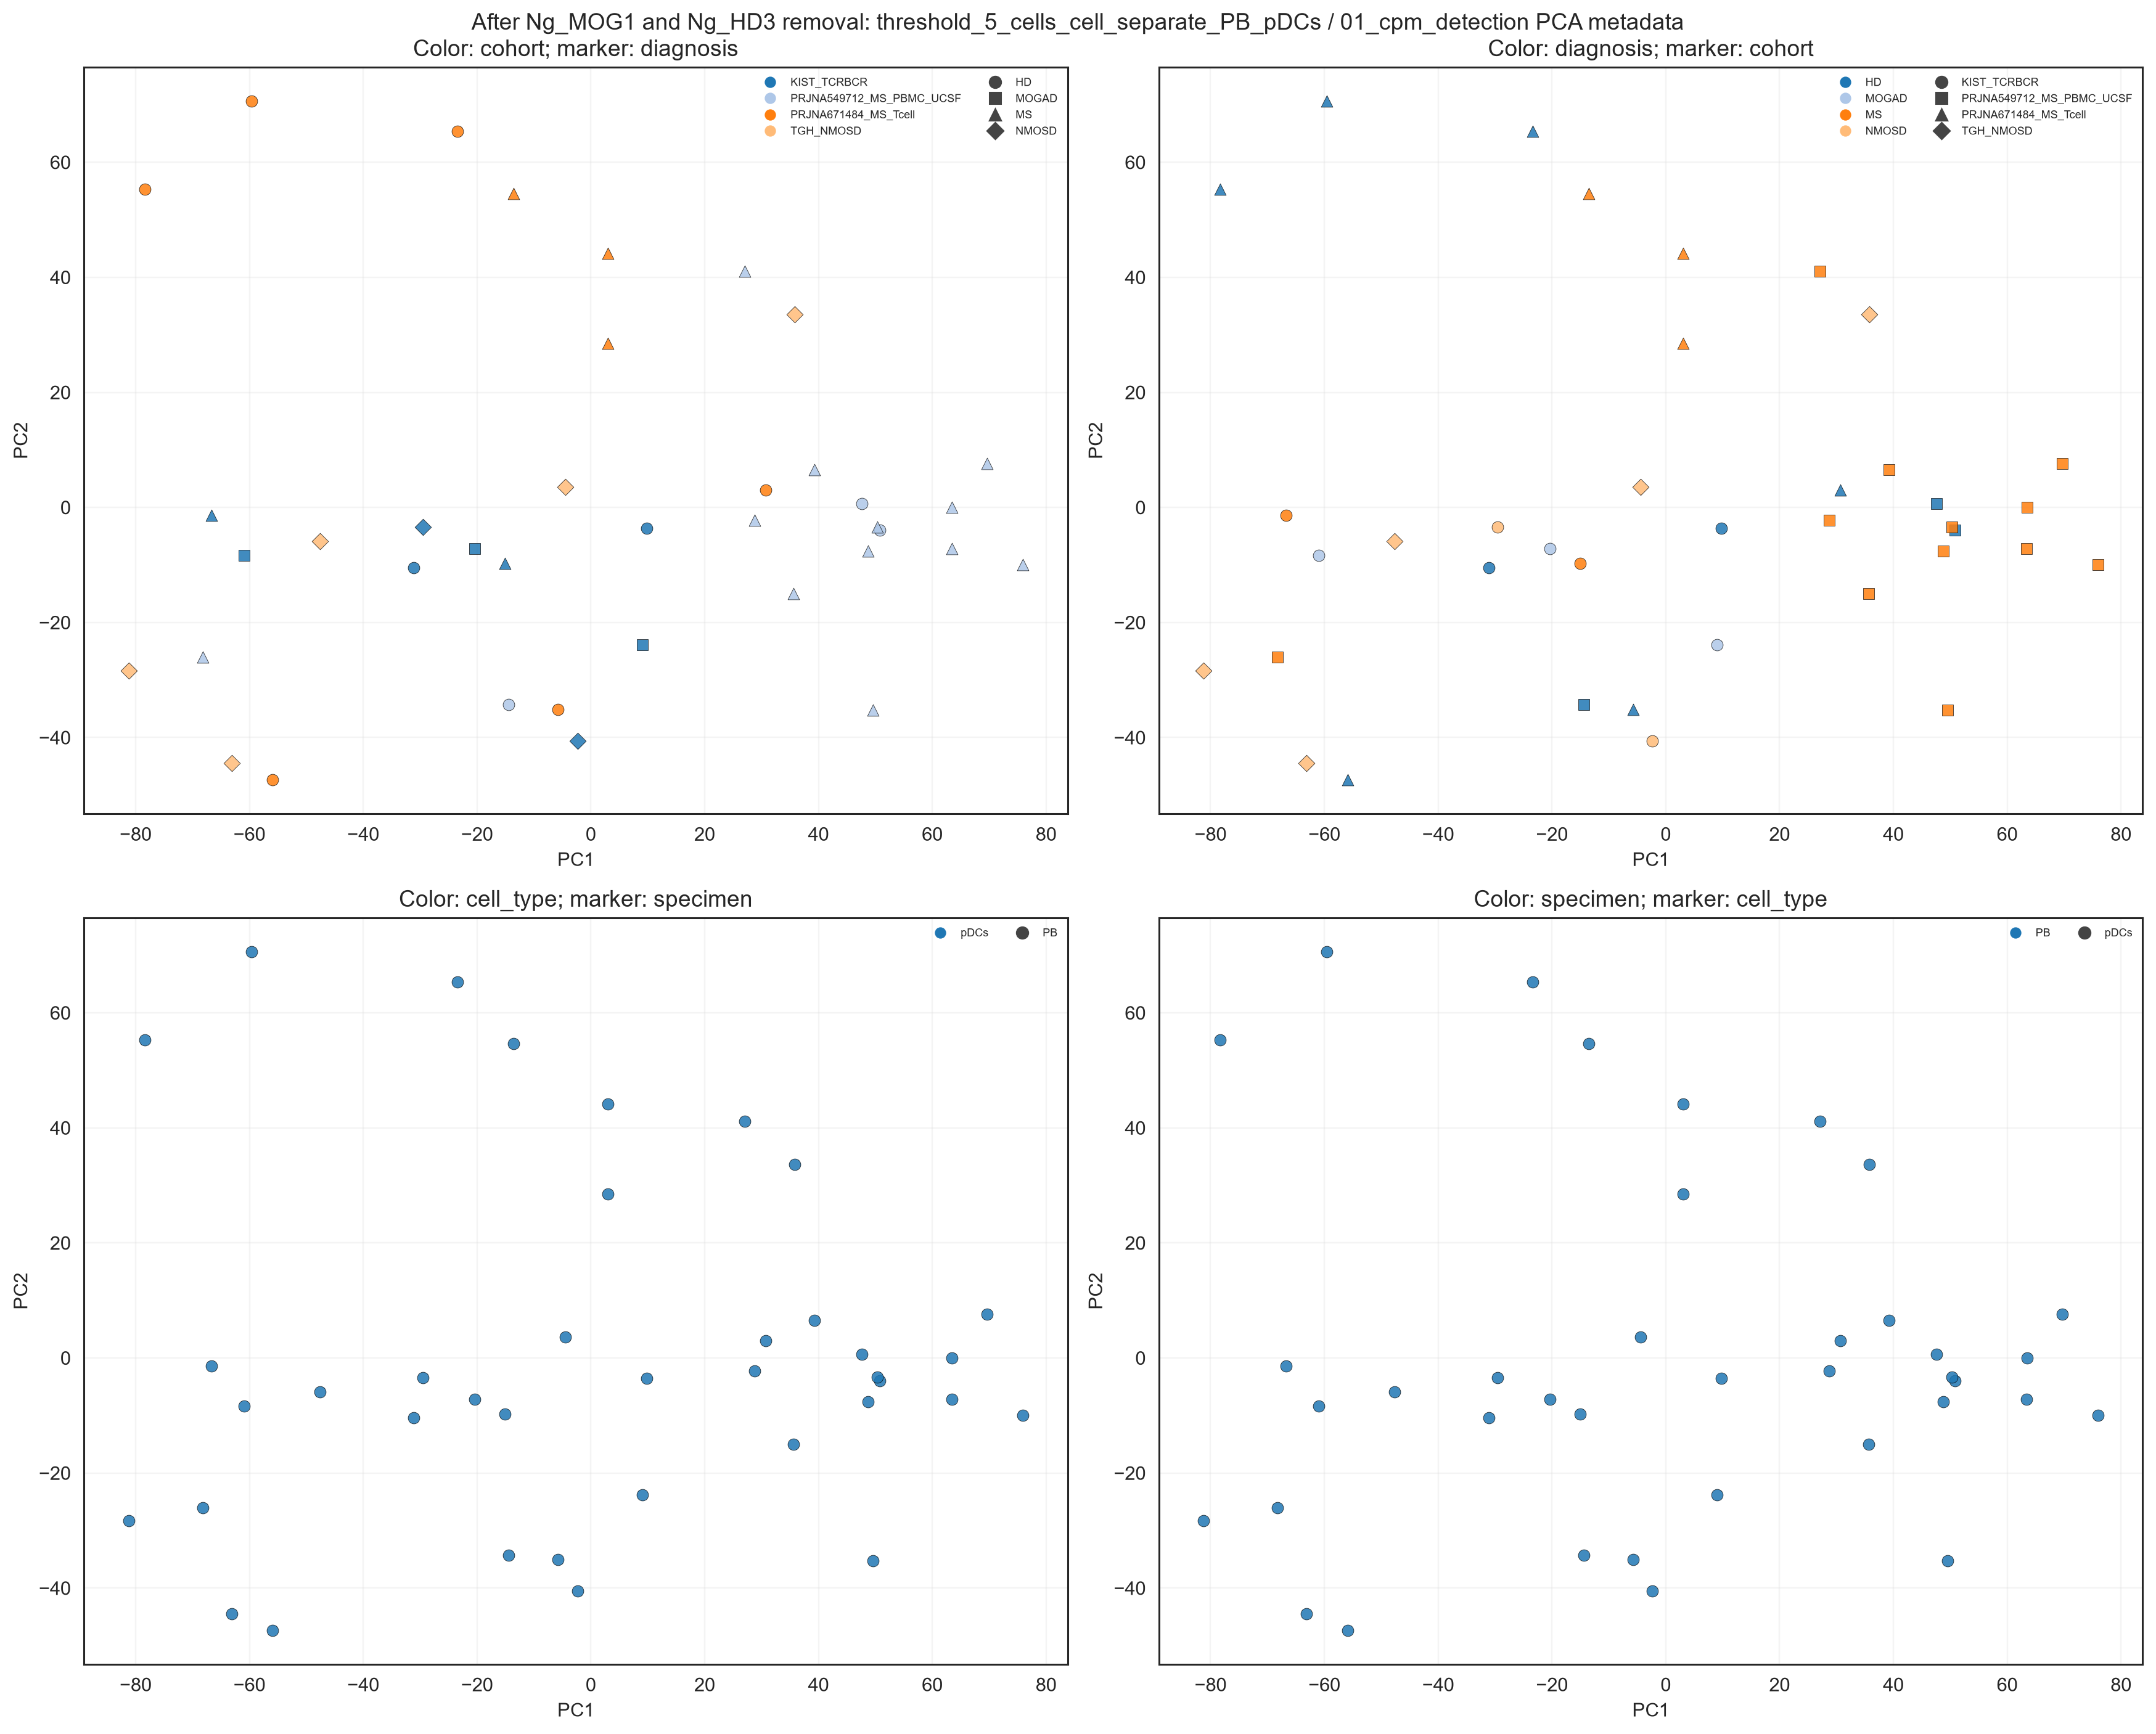 After Ng_MOG1 and Ng_HD3 removal: threshold_5_cells_cell_separate_PB_pDCs / 01_cpm_detection PCA metadata
Color: cohort; marker: diagnosis
KIST_TCRBCR
PRJNA549712_MS_PBMC_UCSF
PRJNA671484_MS_Tcell
TGH_NMOSD
HD
MOGAD
MS
NMOSD
60
40
20
0
−20
−40
PC2
−80 −60 −40 −20 0 20 40 60 80
PC1
Color: diagnosis; marker: cohort
HD
MOGAD
MS
NMOSD
KIST_TCRBCR
PRJNA549712_MS_PBMC_UCSF
PRJNA671484_MS_Tcell
TGH_NMOSD
60
40
20
0
−20
−40
PC2
−80 −60 −40 −20 0 20 40 60 80
PC1
Color: cell_type; marker: specimen
pDCs
PB
60
40
20
0
−20
−40
PC2
−80 −60 −40 −20 0 20 40 60 80
PC1
Color: specimen; marker: cell_type
PB
pDCs
60
40
20
0
−20
−40
PC2
−80 −60 −40 −20 0 20 40 60 80
PC1